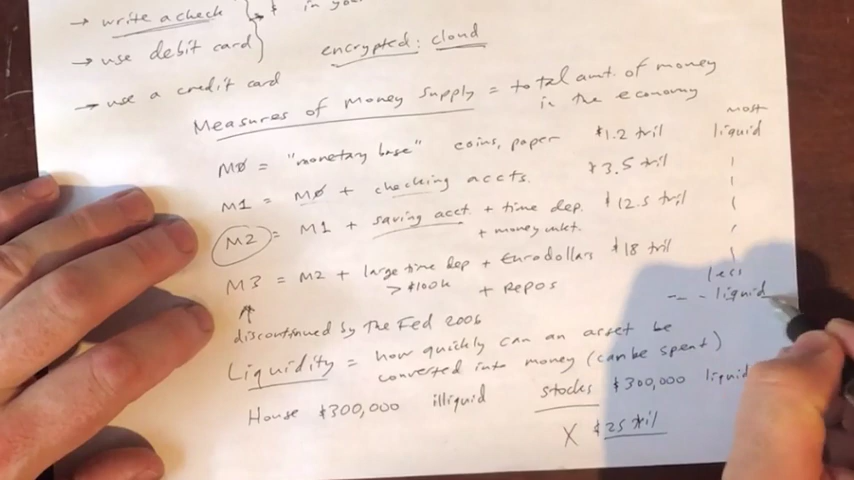 → write a check
→ use debit card
→ use a credit card
$ in
encrypted: cloud
Measures of Money Supply = total amt. of money
in the economy
MØ = "monetary base" coins, paper $1.2 tril
M1 = MØ + checking accts. $3.5 tril
M2 = M1 + saving acct. + time dep. $12.5 tril
+ money mkt.
M3 = M2 + large time dep + Eurodollars $18 tril
> $100k + Repos
most
liquid
less
liquid
discontinued by The Fed 2006
Liquidity = how quickly can an asset be
converted into money (can be spent)
House $300,000 illiquid stocks $300,000 liquid
X $25 tril